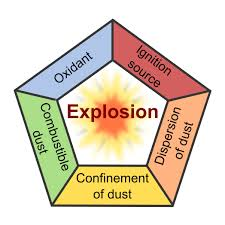 Oxidant
Ignition
source
Combustible
dust
Explosion
Dispersion
of dust
Confinement
of dust